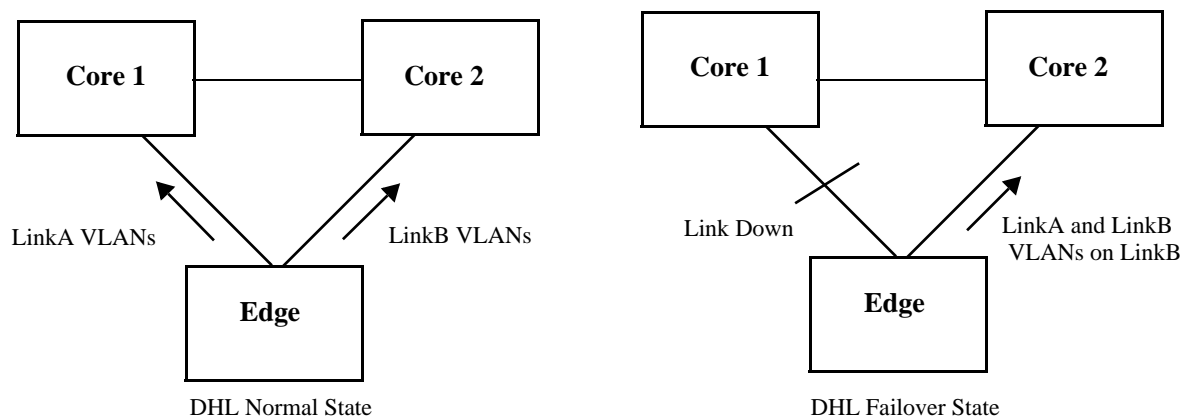 Core 1
Core 2
LinkA VLANs
LinkB VLANs
Edge
DHL Normal State
Core 1
Core 2
Link Down
LinkA and LinkB
VLANs on LinkB
Edge
DHL Failover State